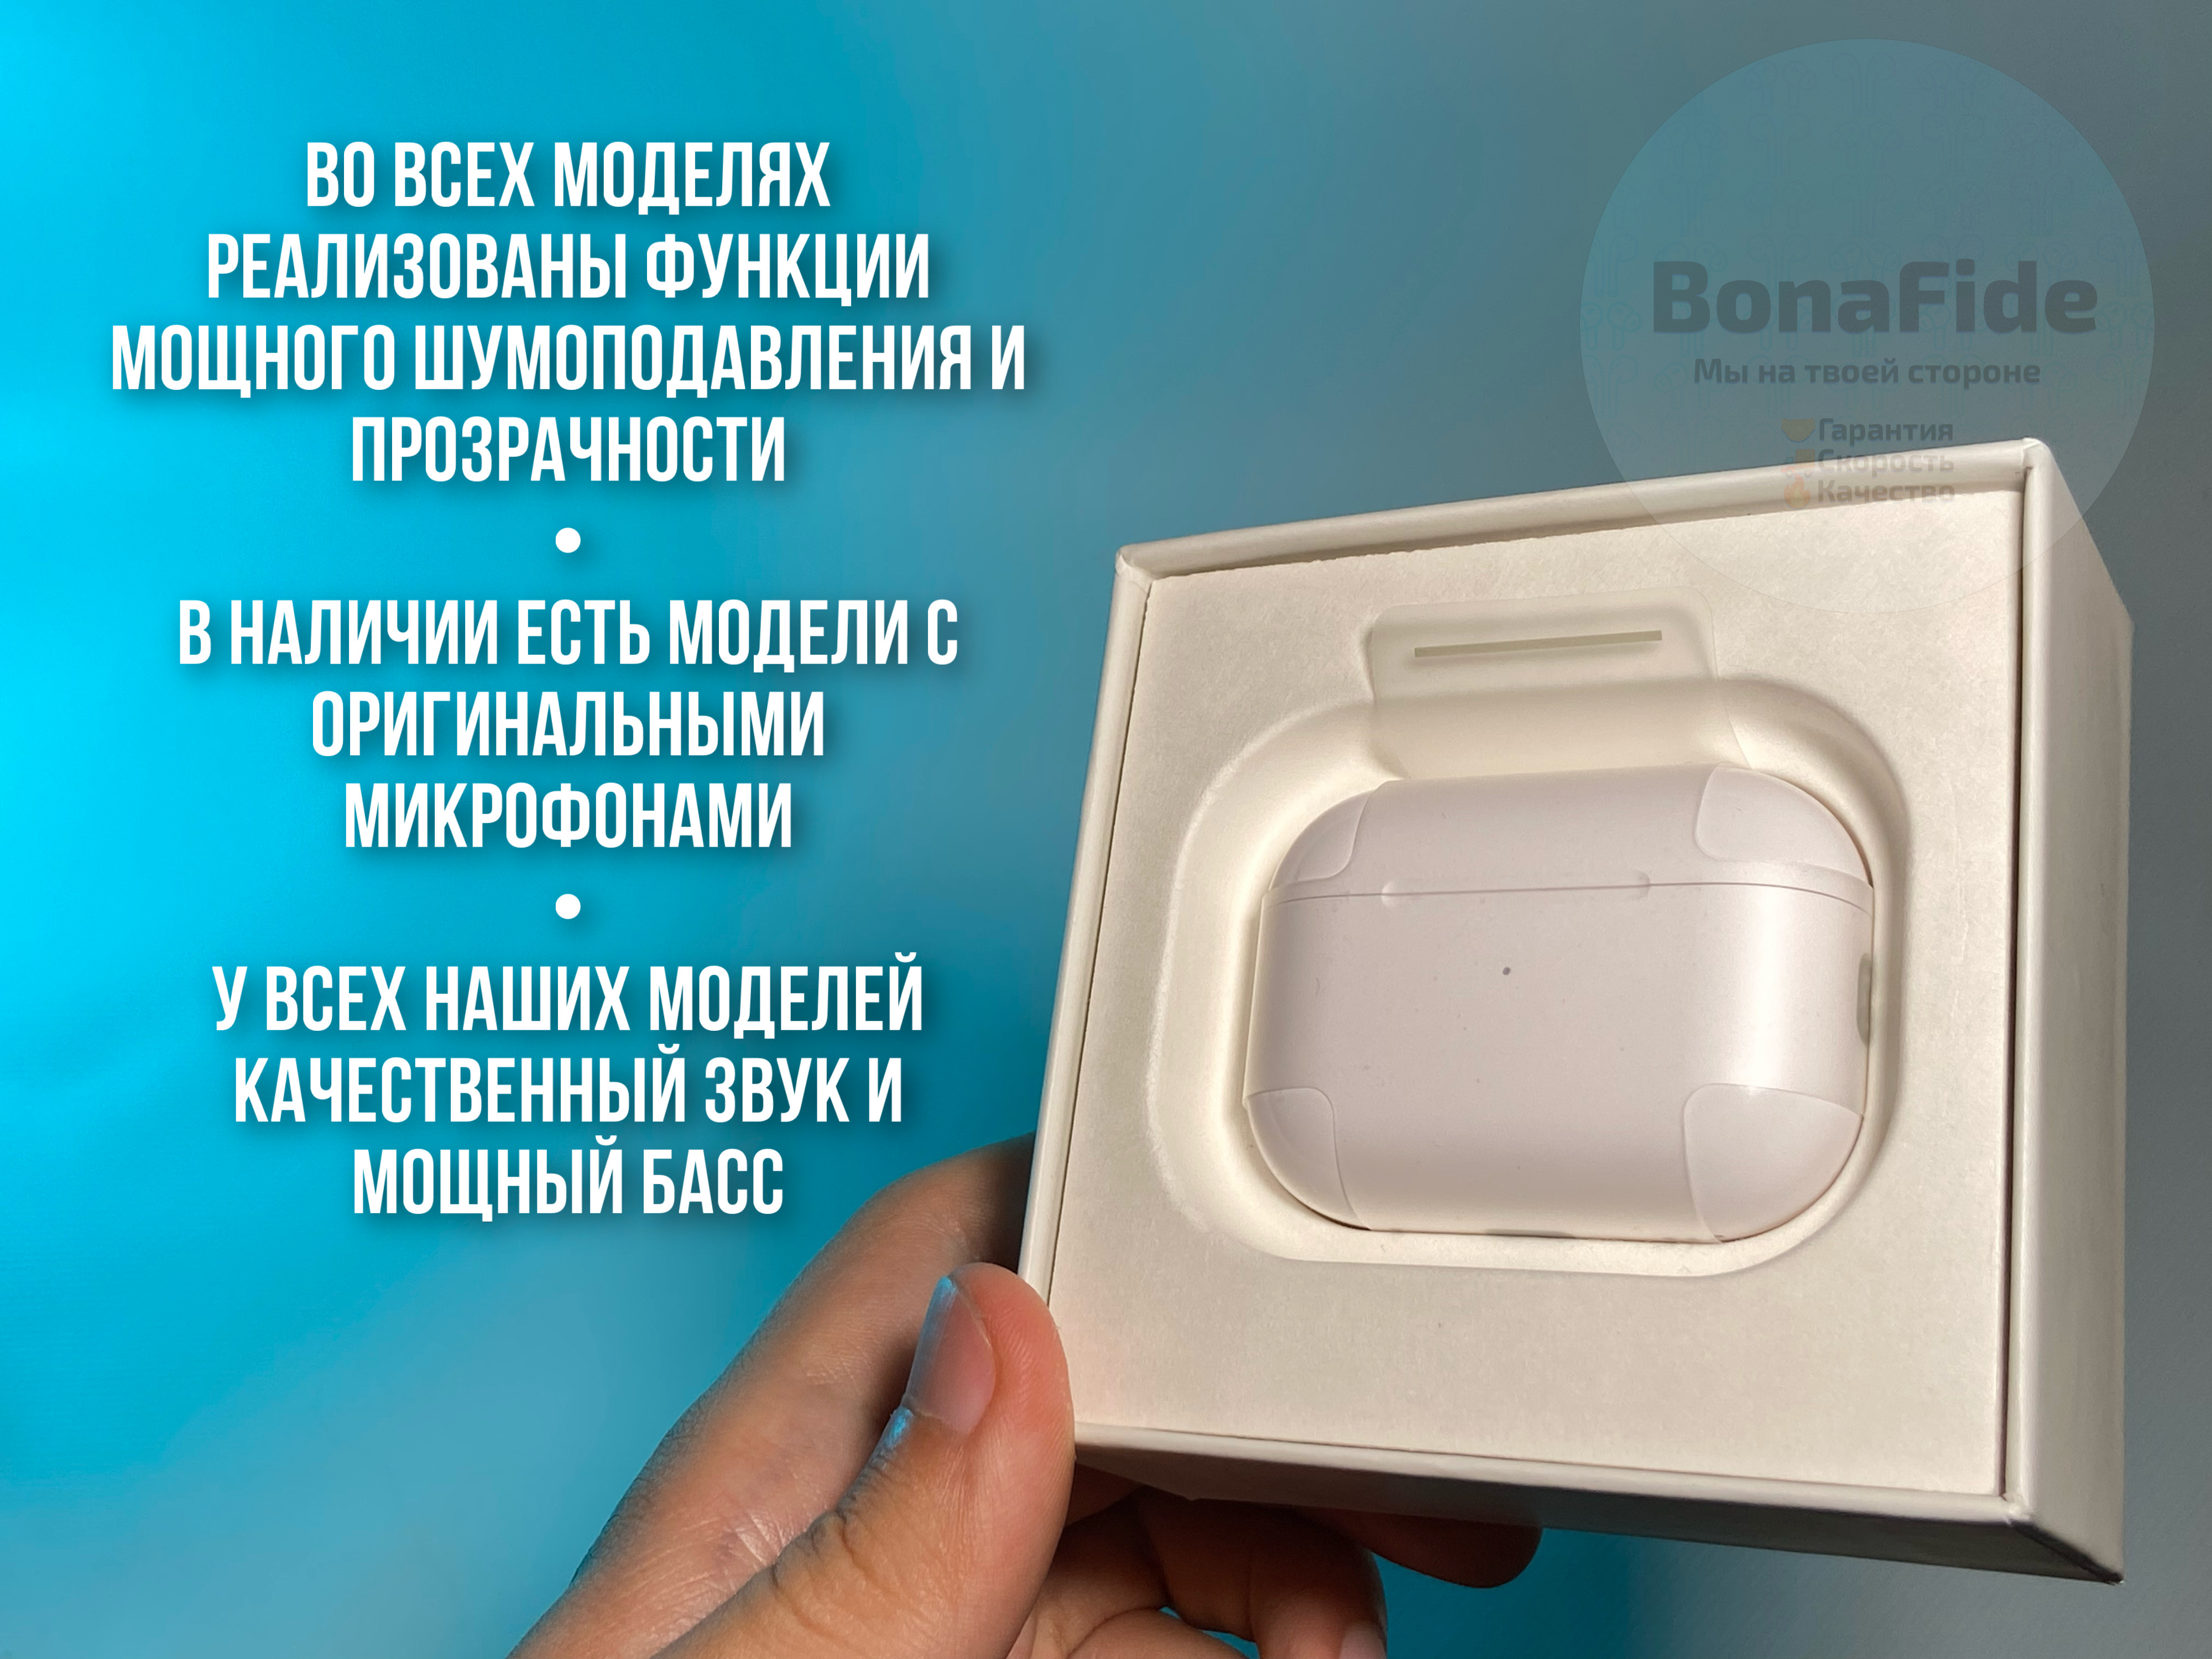 ВО ВСЕХ МОДЕЛЯХ
РЕАЛИЗОВАНЫ ФУНКЦИИ
МОЩНОГО ШУМОПОДАВЛЕНИЯ И
ПРОЗРАЧНОСТИ
•
В НАЛИЧИИ ЕСТЬ МОДЕЛИ С
ОРИГИНАЛЬНЫМИ
МИКРОФОНАМИ
•
У ВСЕХ НАШИХ МОДЕЛЕЙ
КАЧЕСТВЕННЫЙ ЗВУК И
МОЩНЫЙ БАСС
BonaFide
Мы на твоей стороне
Гарантия
Скорость
Качество